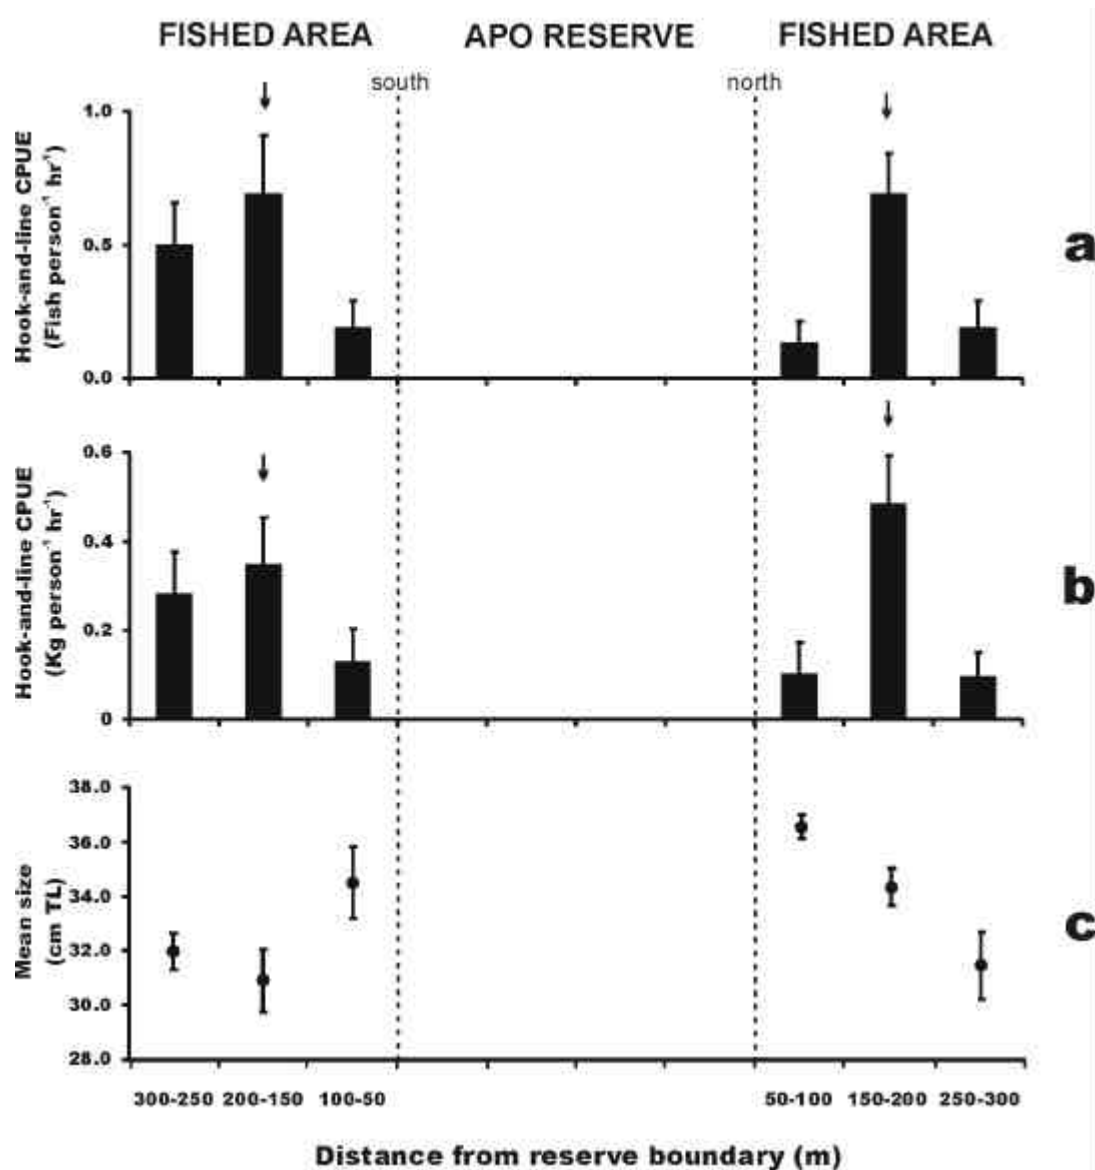 FISHED AREA APO RESERVE FISHED AREA
south north
Hook-and-line CPUE
(Fish person⁻¹ hr⁻¹)
1.0
0.5
0.0
a
Hook-and-line CPUE
(Kg person⁻¹ hr⁻¹)
0.6
0.4
0.2
0
b
Mean size
(cm TL)
38.0
36.0
34.0
32.0
30.0
28.0
c
300-250 200-150 100-50 50-100 150-200 250-300
Distance from reserve boundary (m)